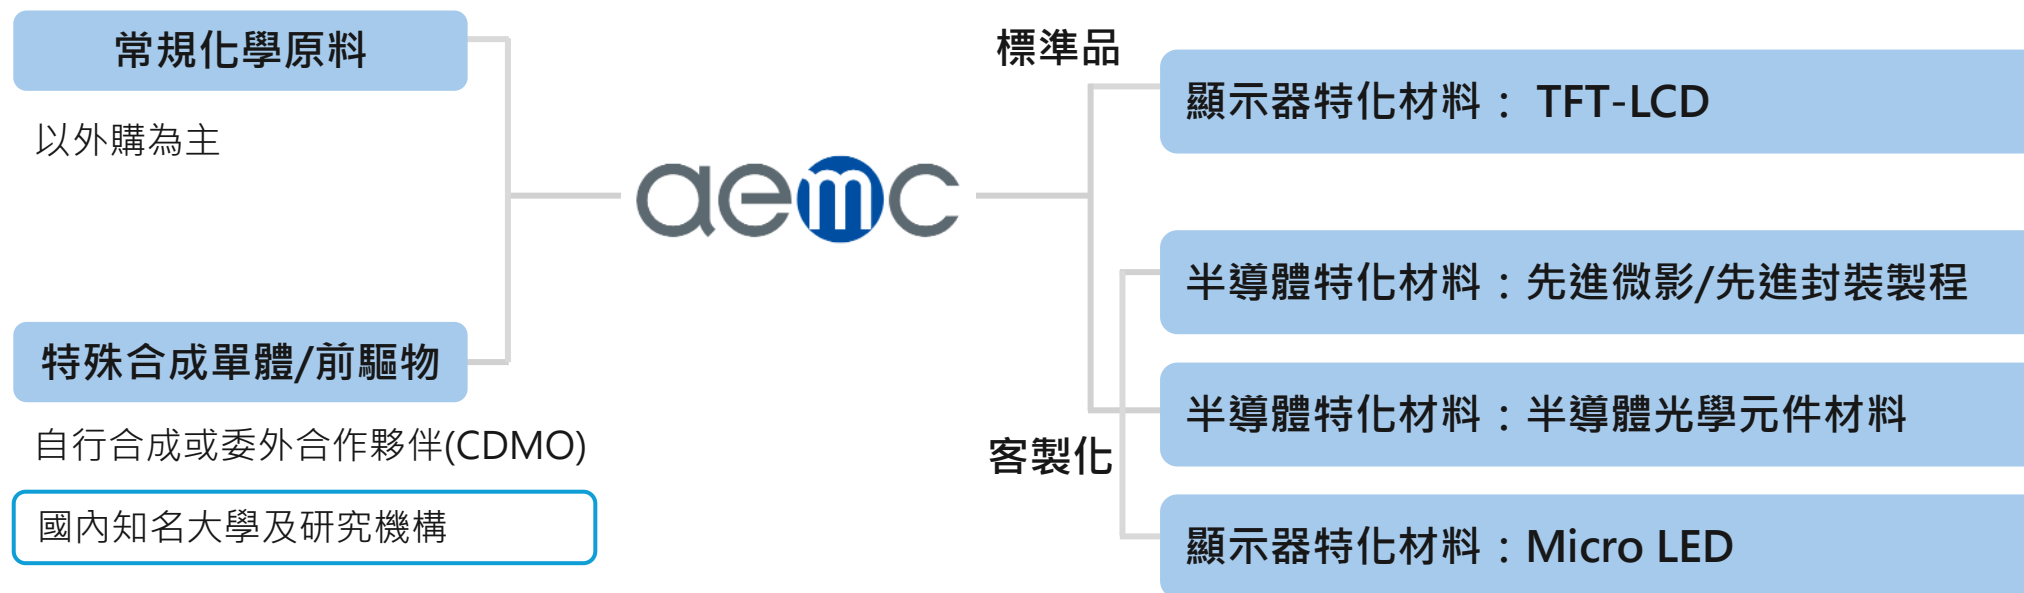 常規化學原料
以外購為主
特殊合成單體/前驅物
自行合成或委外合作夥伴(CDMO)
國內知名大學及研究機構
aemc
標準品
客製化
顯示器特化材料： TFT-LCD
半導體特化材料：先進微影/先進封裝製程
半導體特化材料：半導體光學元件材料
顯示器特化材料：Micro LED